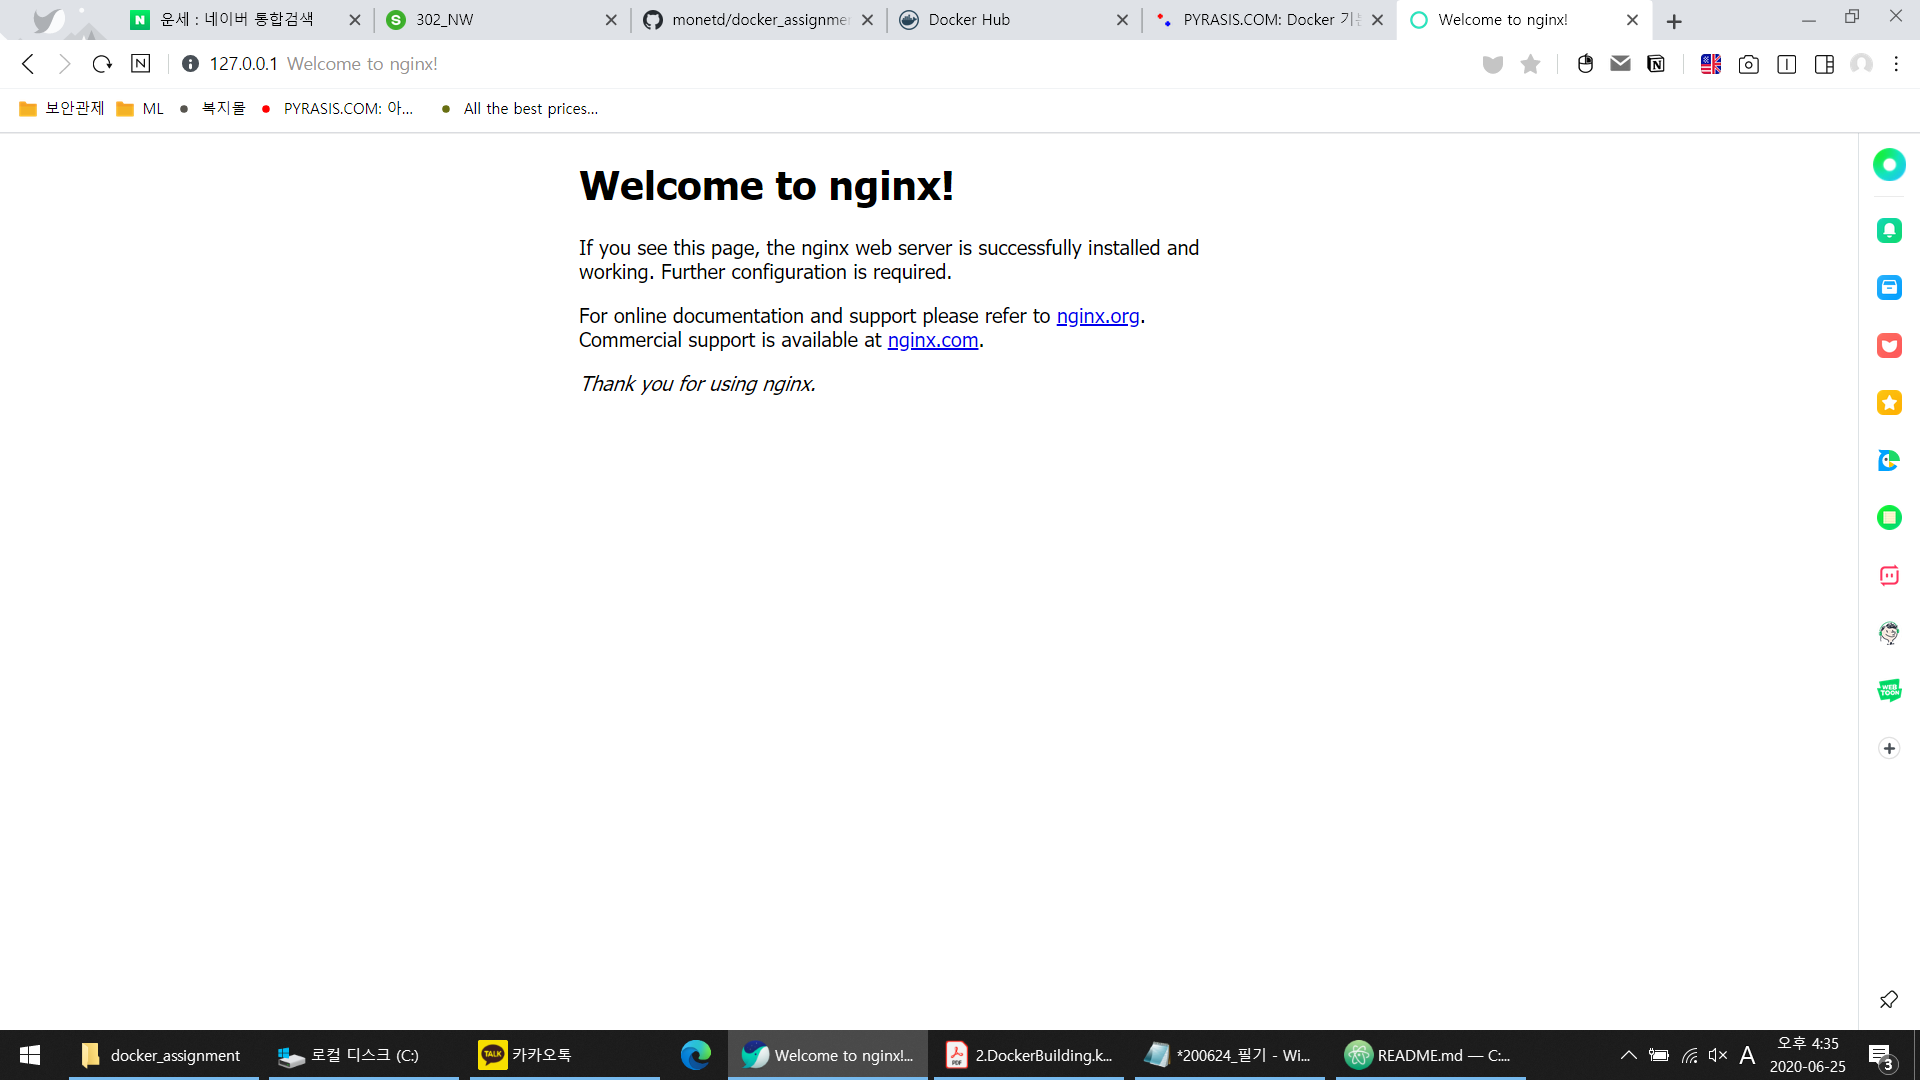 운세 : 네이버 통합검색
302_NW
monetd/docker_assignmen
Docker Hub
PYRASIS.COM: Docker 기
Welcome to nginx!
N
127.0.0.1 Welcome to nginx!
보안관제
ML
복지몰
PYRASIS.COM: 아...
All the best prices...
Welcome to nginx!
If you see this page, the nginx web server is successfully installed and
working. Further configuration is required.
For online documentation and support please refer to nginx.org.
Commercial support is available at nginx.com.
Thank you for using nginx.
WEB
TOON
docker_assignment
로컬 디스크 (C:)
TALK
카카오톡
Welcome to nginx!...
PDF
2.DockerBuilding.k...
*200624_필기 - Wi...
README.md — C:...
A
오후 4:35
2020-06-25
3